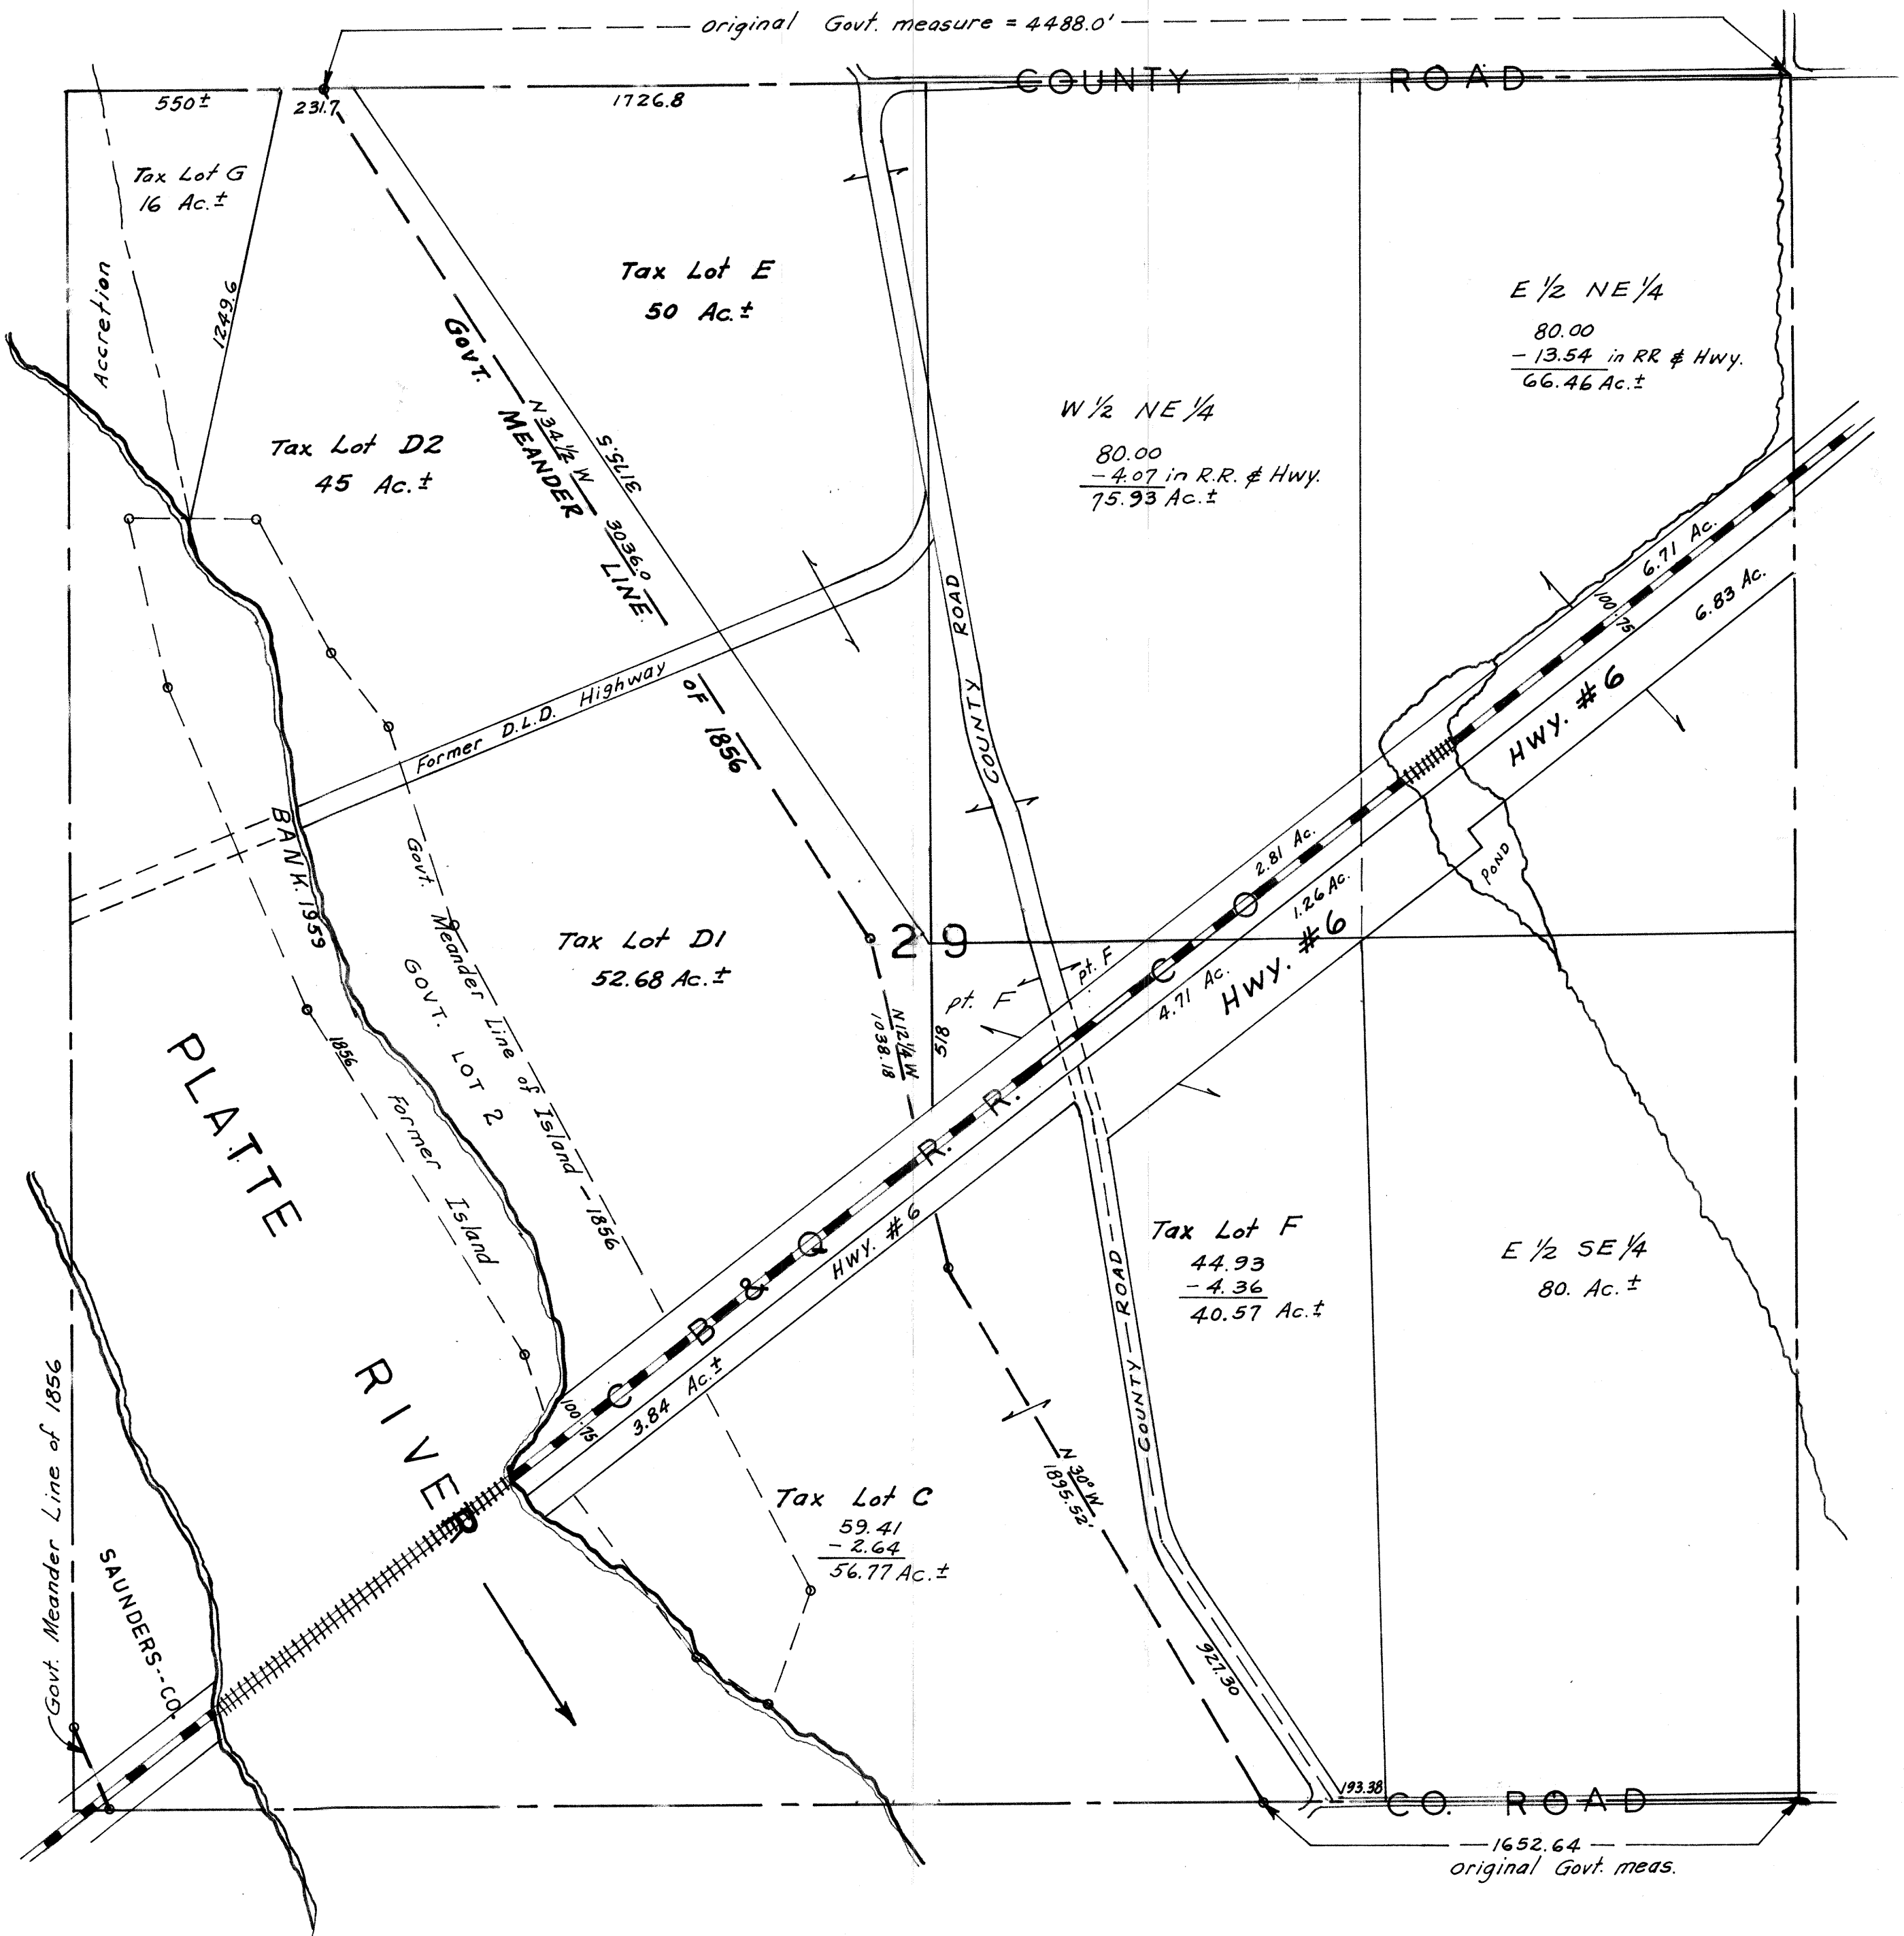 original Govt. measure = 4488.0'
COUNTY ROAD
550±
231.7
1726.8
Tax Lot G
16 Ac.±
Accretion
1249.6
Tax Lot E
50 Ac.±
GOVT. MEANDER LINE OF 1856
N 34 1/2 W
3036.0
3175.5
Tax Lot D2
45 Ac.±
W 1/2 NE 1/4
80.00
- 4.07 in R.R. & Hwy.
75.93 Ac.±
E 1/2 NE 1/4
80.00
- 13.54 in RR & Hwy.
66.46 Ac.±
6.71 Ac.
100
75
6.83 Ac.
HWY. #6
COUNTY ROAD
Former D.L.D. Highway
BANK 1959
Govt. Meander Line of Island - 1856
GOVT. LOT 2
Tax Lot D1
52.68 Ac.±
29
2.81 Ac.
1.26 Ac.
HWY. #6
4.71 Ac.
POND
pt. F
pt. F
N 12 1/4 W
1038.18
518
PLATTE RIVER
1856
Former Island
C B & Q R. R. C O
HWY. #6
3.84 Ac.±
100
75
Tax Lot F
44.93
- 4.36
40.57 Ac.±
E 1/2 SE 1/4
80. Ac.±
COUNTY ROAD
N 30° W
1895.52'
Tax Lot C
59.41
- 2.64
56.77 Ac.±
Govt. Meander Line of 1856
SAUNDERS--CO.
927.30
193.38
CO. ROAD
1652.64
original Govt. meas.